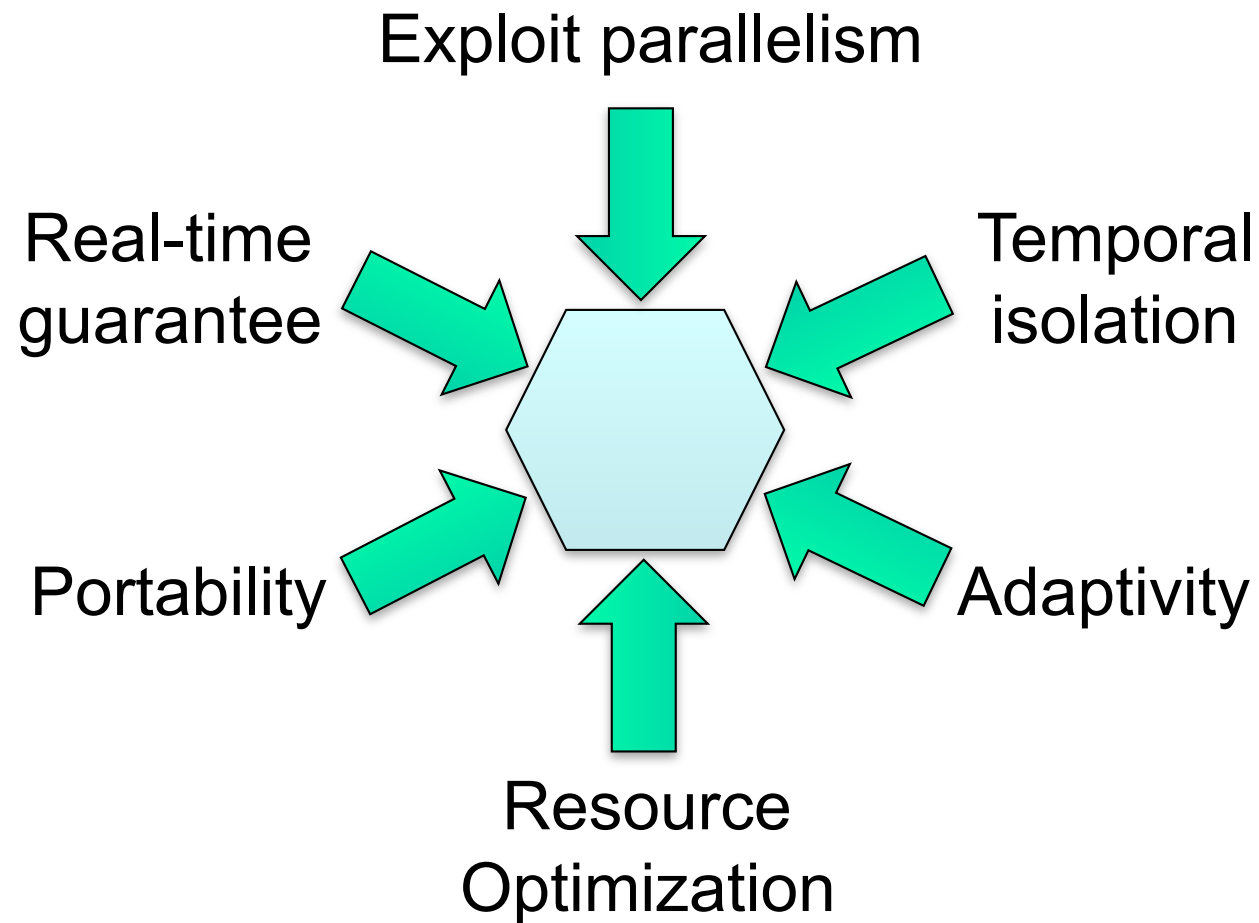 Exploit parallelism
Real-time
guarantee
Temporal
isolation
Portability
Adaptivity
Resource
Optimization